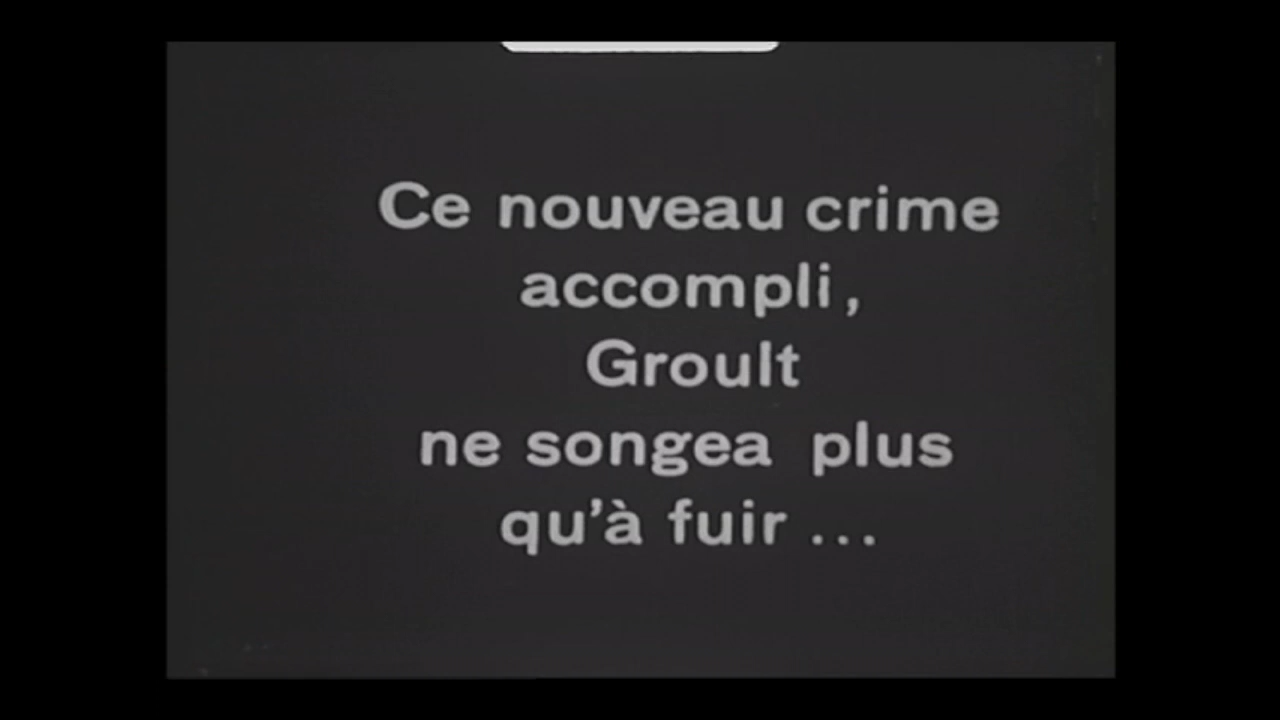 Ce nouveau crime
accompli,
Groult
ne songea plus
qu'à fuir ...